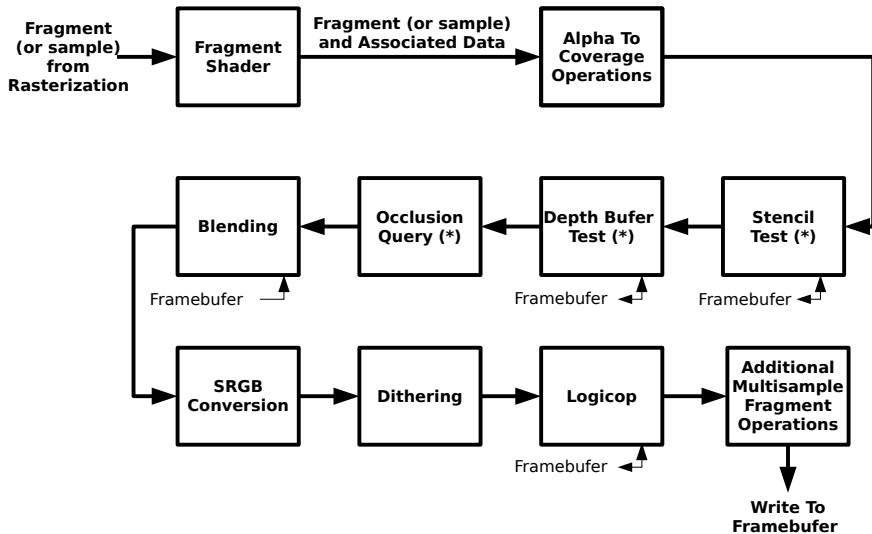 Fragment
(or sample)
from
Rasterization
Fragment
Shader
Fragment (or sample)
and Associated Data
Alpha To
Coverage
Operations
Blending
Occlusion
Query (*)
Depth Bufer
Test (*)
Stencil
Test (*)
Framebufer
Framebufer
Framebufer
SRGB
Conversion
Dithering
Logicop
Additional
Multisample
Fragment
Operations
Framebufer
Write To
Framebufer